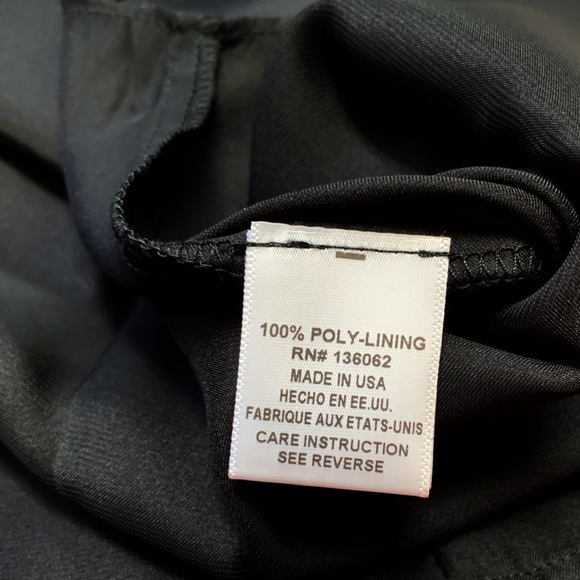 100% POLY-LINING
RN# 136062
MADE IN USA
HECHO EN EE.UU.
FABRIQUE AUX ETATS-UNIS
CARE INSTRUCTION
SEE REVERSE